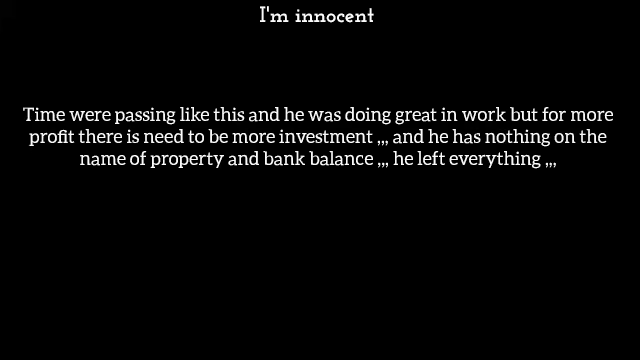 I'm innocent
Time were passing like this and he was doing great in work but for more
profit there is need to be more investment ,,, and he has nothing on the
name of property and bank balance ,,, he left everything ,,,